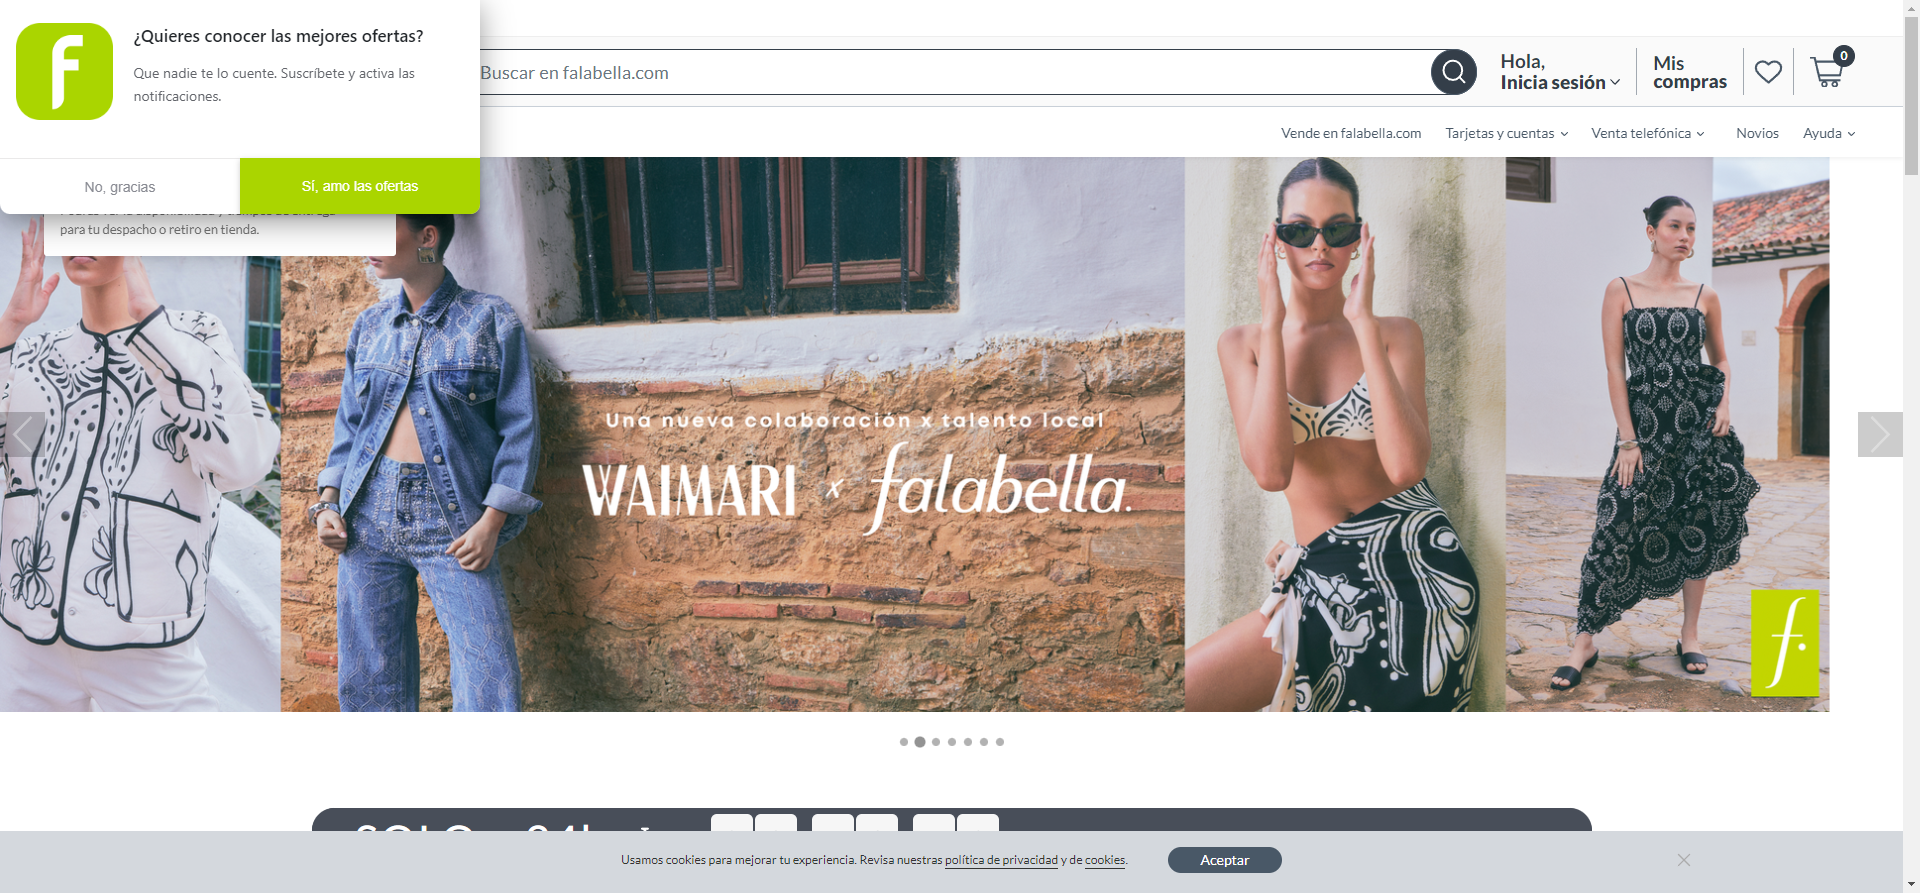 ¿Quieres conocer las mejores ofertas?
Que nadie te lo cuente. Suscríbete y activa las
notificaciones.
No, gracias
Sí, amo las ofertas
para tu despacho o retiro en tienda.
Buscar en falabella.com
Hola,
Inicia sesión
Mis
compras
0
Vende en falabella.com
Tarjetas y cuentas
Venta telefónica
Novios
Ayuda
Una nueva colaboración x talento local
WAIMARI x falabella.
f.
Usamos cookies para mejorar tu experiencia. Revisa nuestras política de privacidad y de cookies.
Aceptar